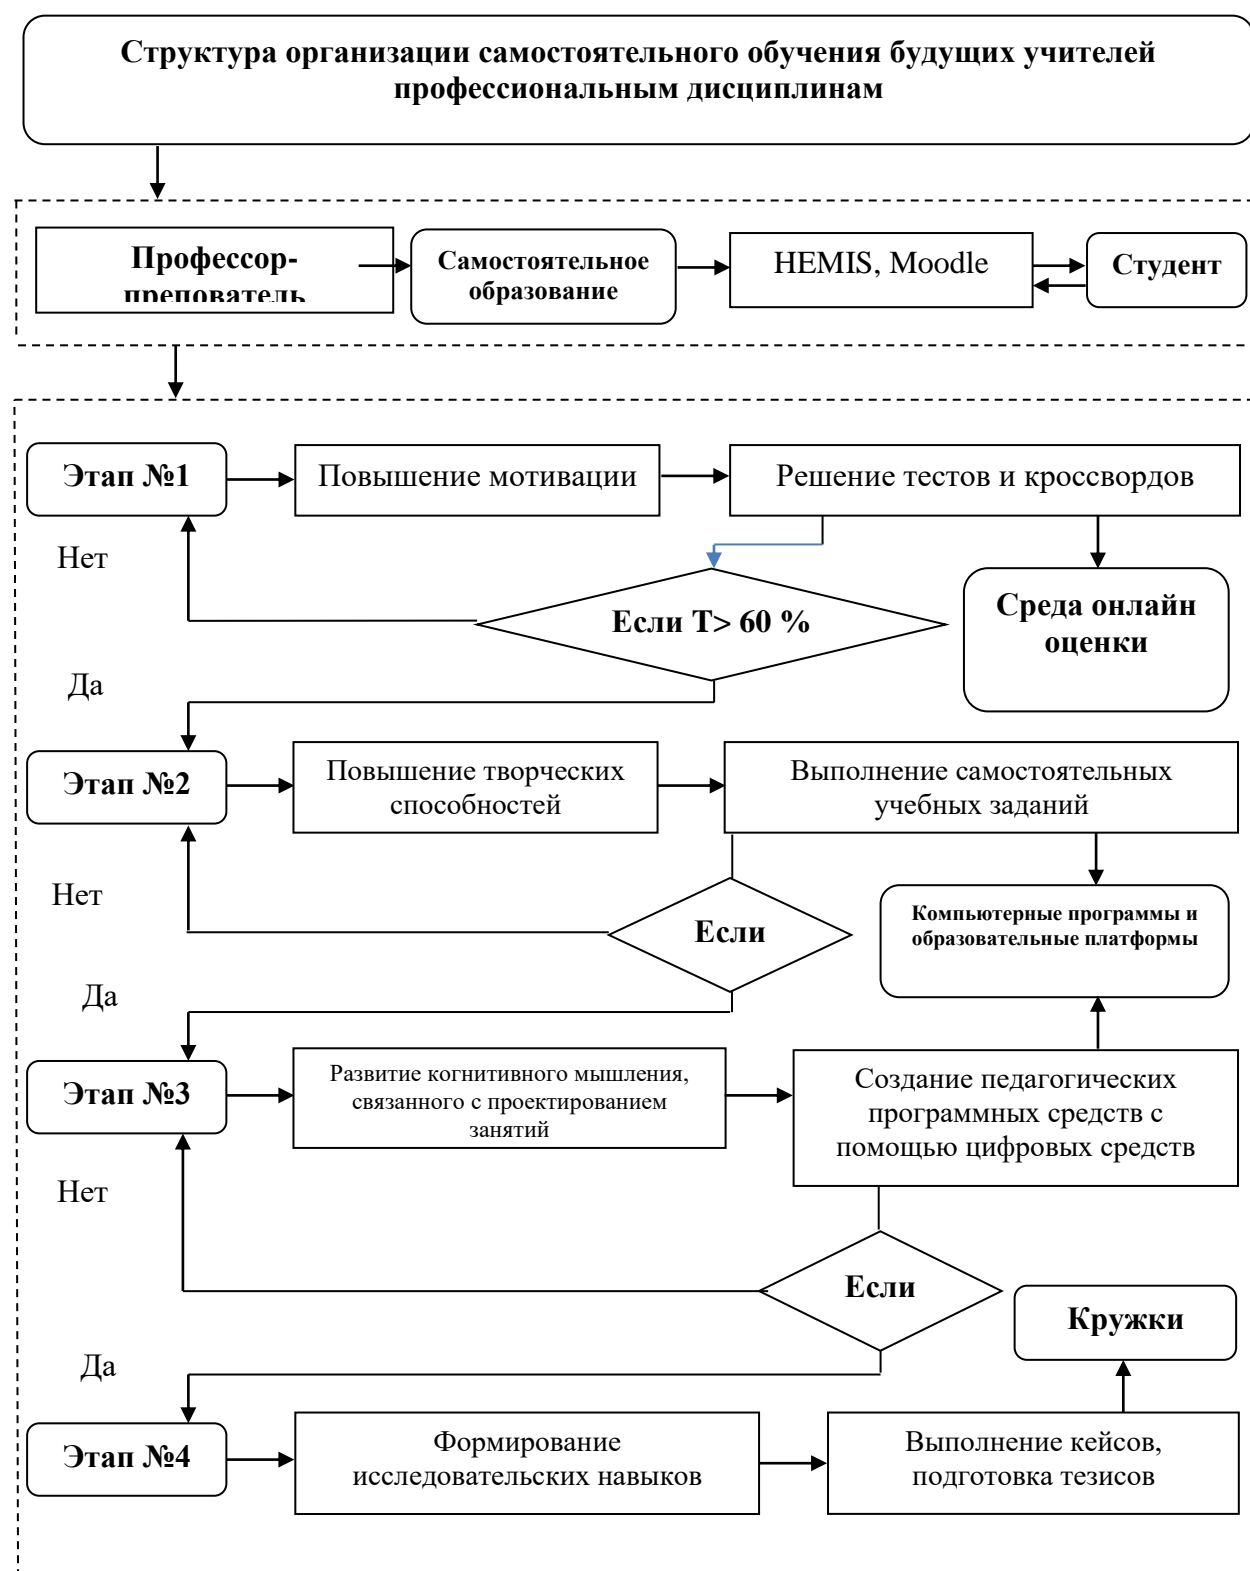 Структура организации самостоятельного обучения будущих учителей
профессиональным дисциплинам
Профессор-
препователь
Самостоятельное
образование
HEMIS, Moodle
Студент
Этап №1
Повышение мотивации
Решение тестов и кроссвордов
Нет
Если Т> 60 %
Среда онлайн
оценки
Да
Этап №2
Повышение творческих
способностей
Выполнение самостоятельных
учебных заданий
Нет
Если
Компьютерные программы и
образовательные платформы
Да
Этап №3
Развитие когнитивного мышления,
связанного с проектированием
занятий
Создание педагогических
программных средств с
помощью цифровых средств
Нет
Если
Кружки
Да
Этап №4
Формирование
исследовательских навыков
Выполнение кейсов,
подготовка тезисов